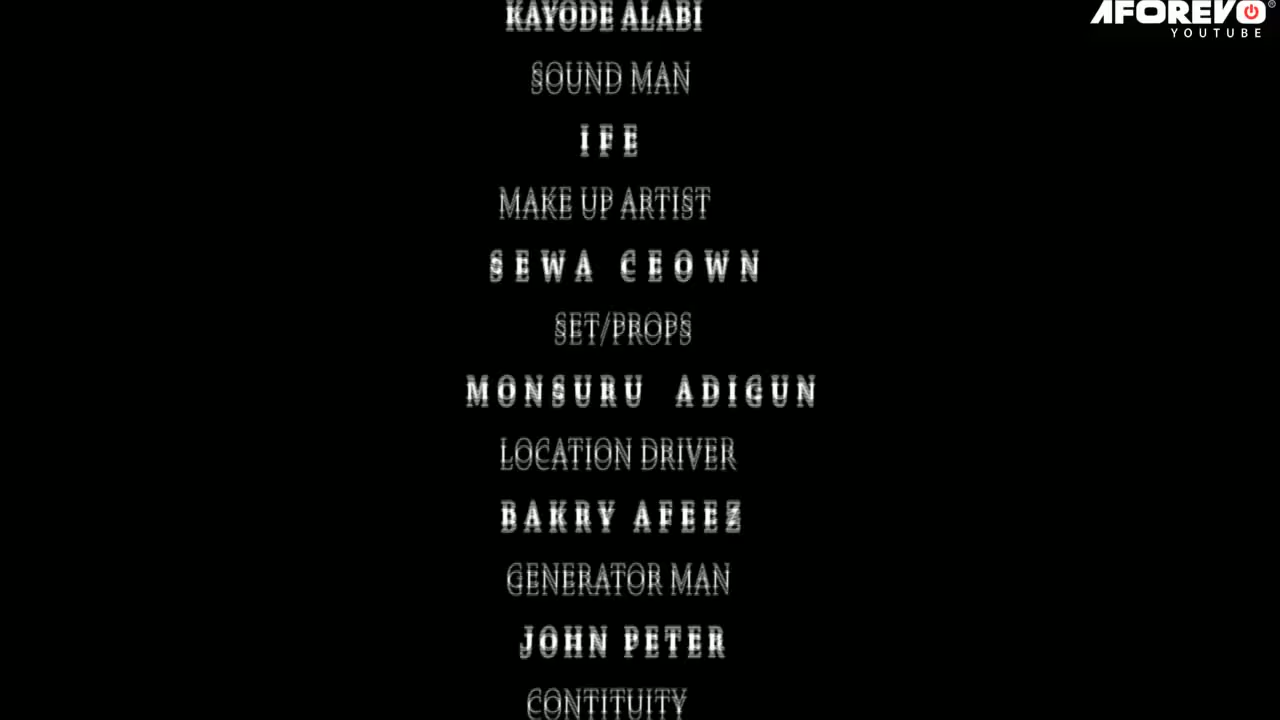 KAYODE ALABI
AFOREVO®
YOUTUBE
SOUND MAN
IFE
MAKE UP ARTIST
SEWA CEOWN
SET/PROPS
MONSURU ADIGUN
LOCATION DRIVER
BAKRY AFEEZ
GENERATOR MAN
JOHN PETER
CONTITUITY